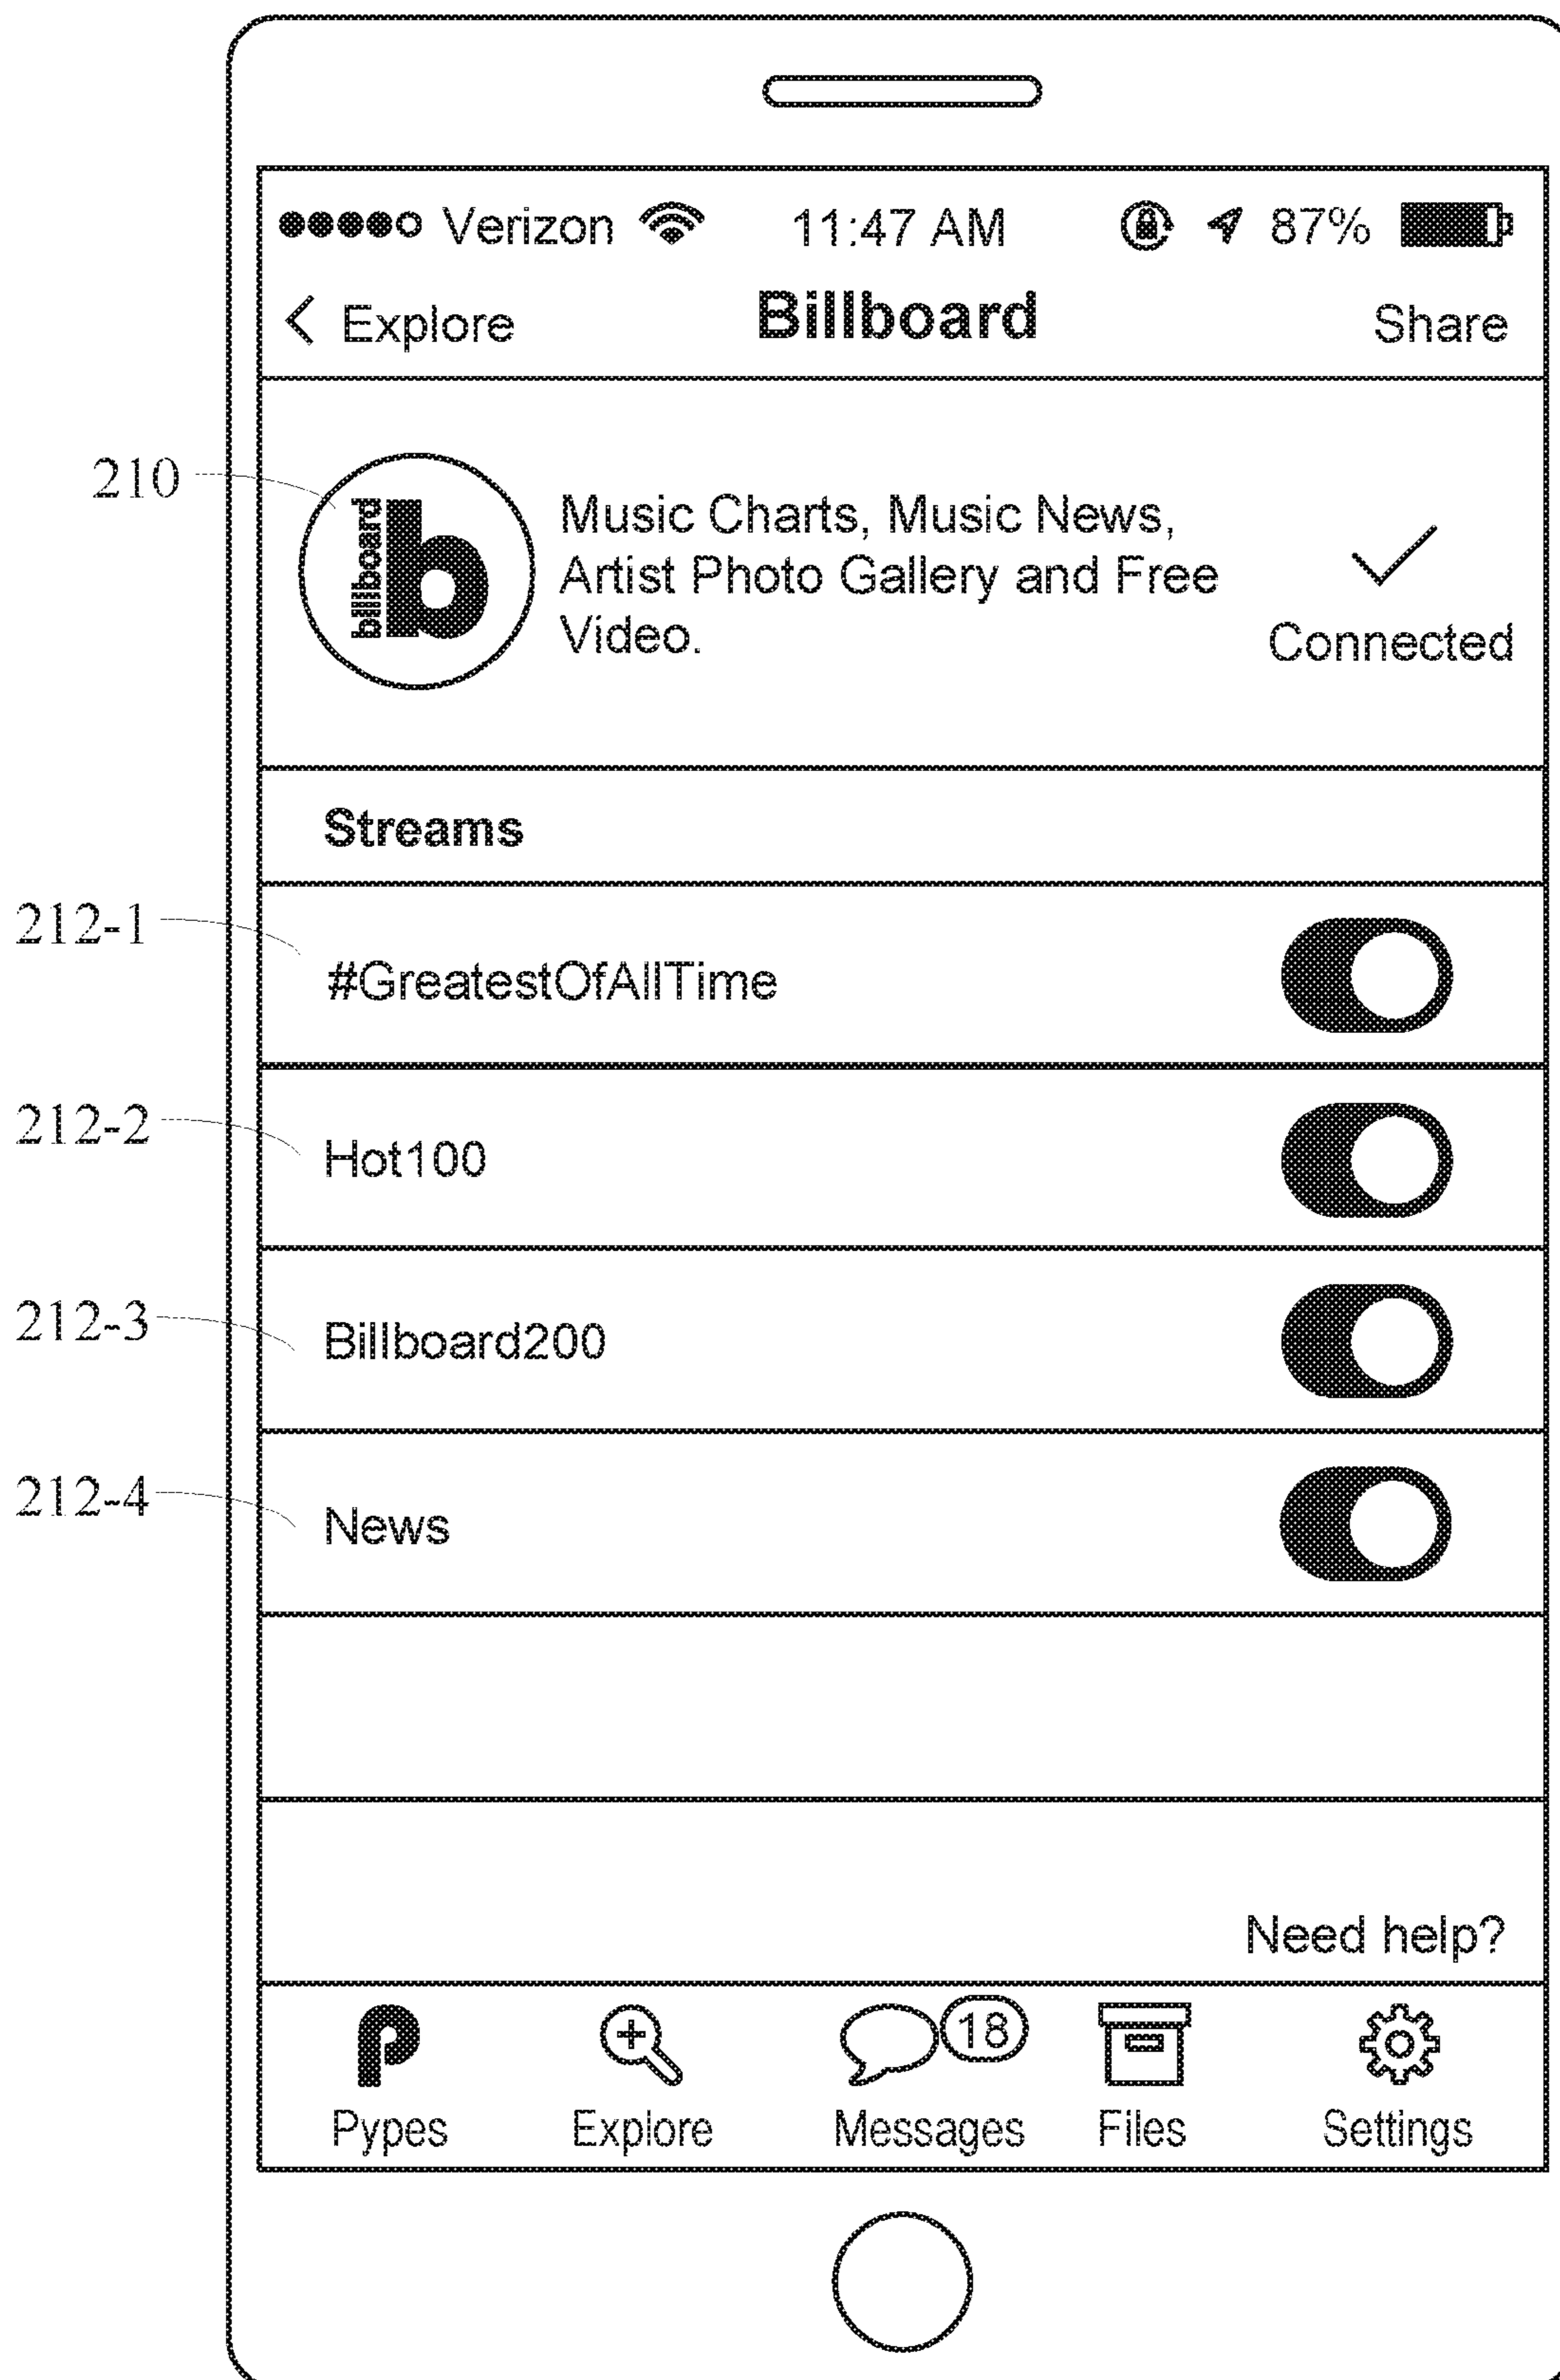 Verizon 11:47 AM 87%
< Explore Billboard Share
210
billboard
b
Music Charts, Music News,
Artist Photo Gallery and Free
Video.
Connected
Streams
212-1
#GreatestOfAllTime
212-2
Hot100
212-3
Billboard200
212-4
News
Need help?
18
Pypes Explore Messages Files Settings